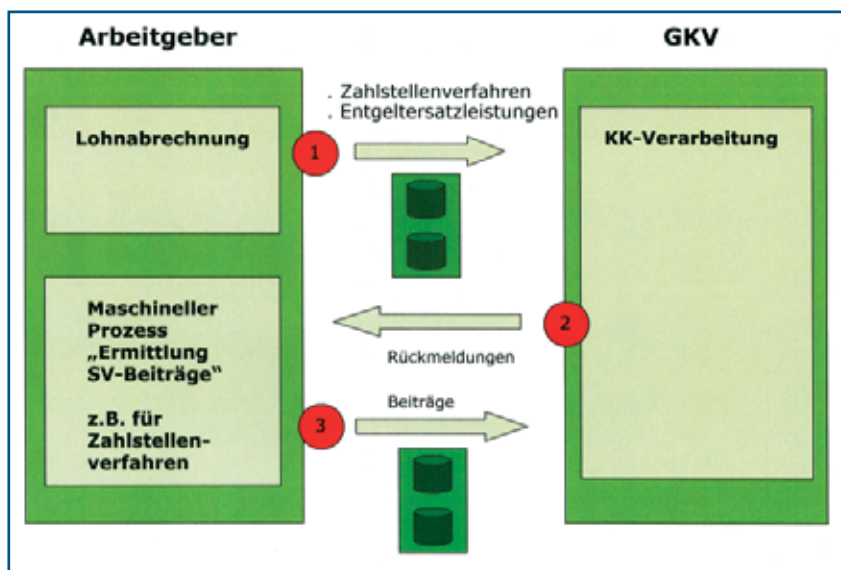 Arbeitgeber
GKV
Lohnabrechnung
1
. Zahlstellenverfahren
. Entgeltersatzleistungen
KK-Verarbeitung
Maschineller
Prozess
„Ermittlung
SV-Beiträge“
z.B. für
Zahlstellen-
verfahren
2
Rückmeldungen
3
Beiträge